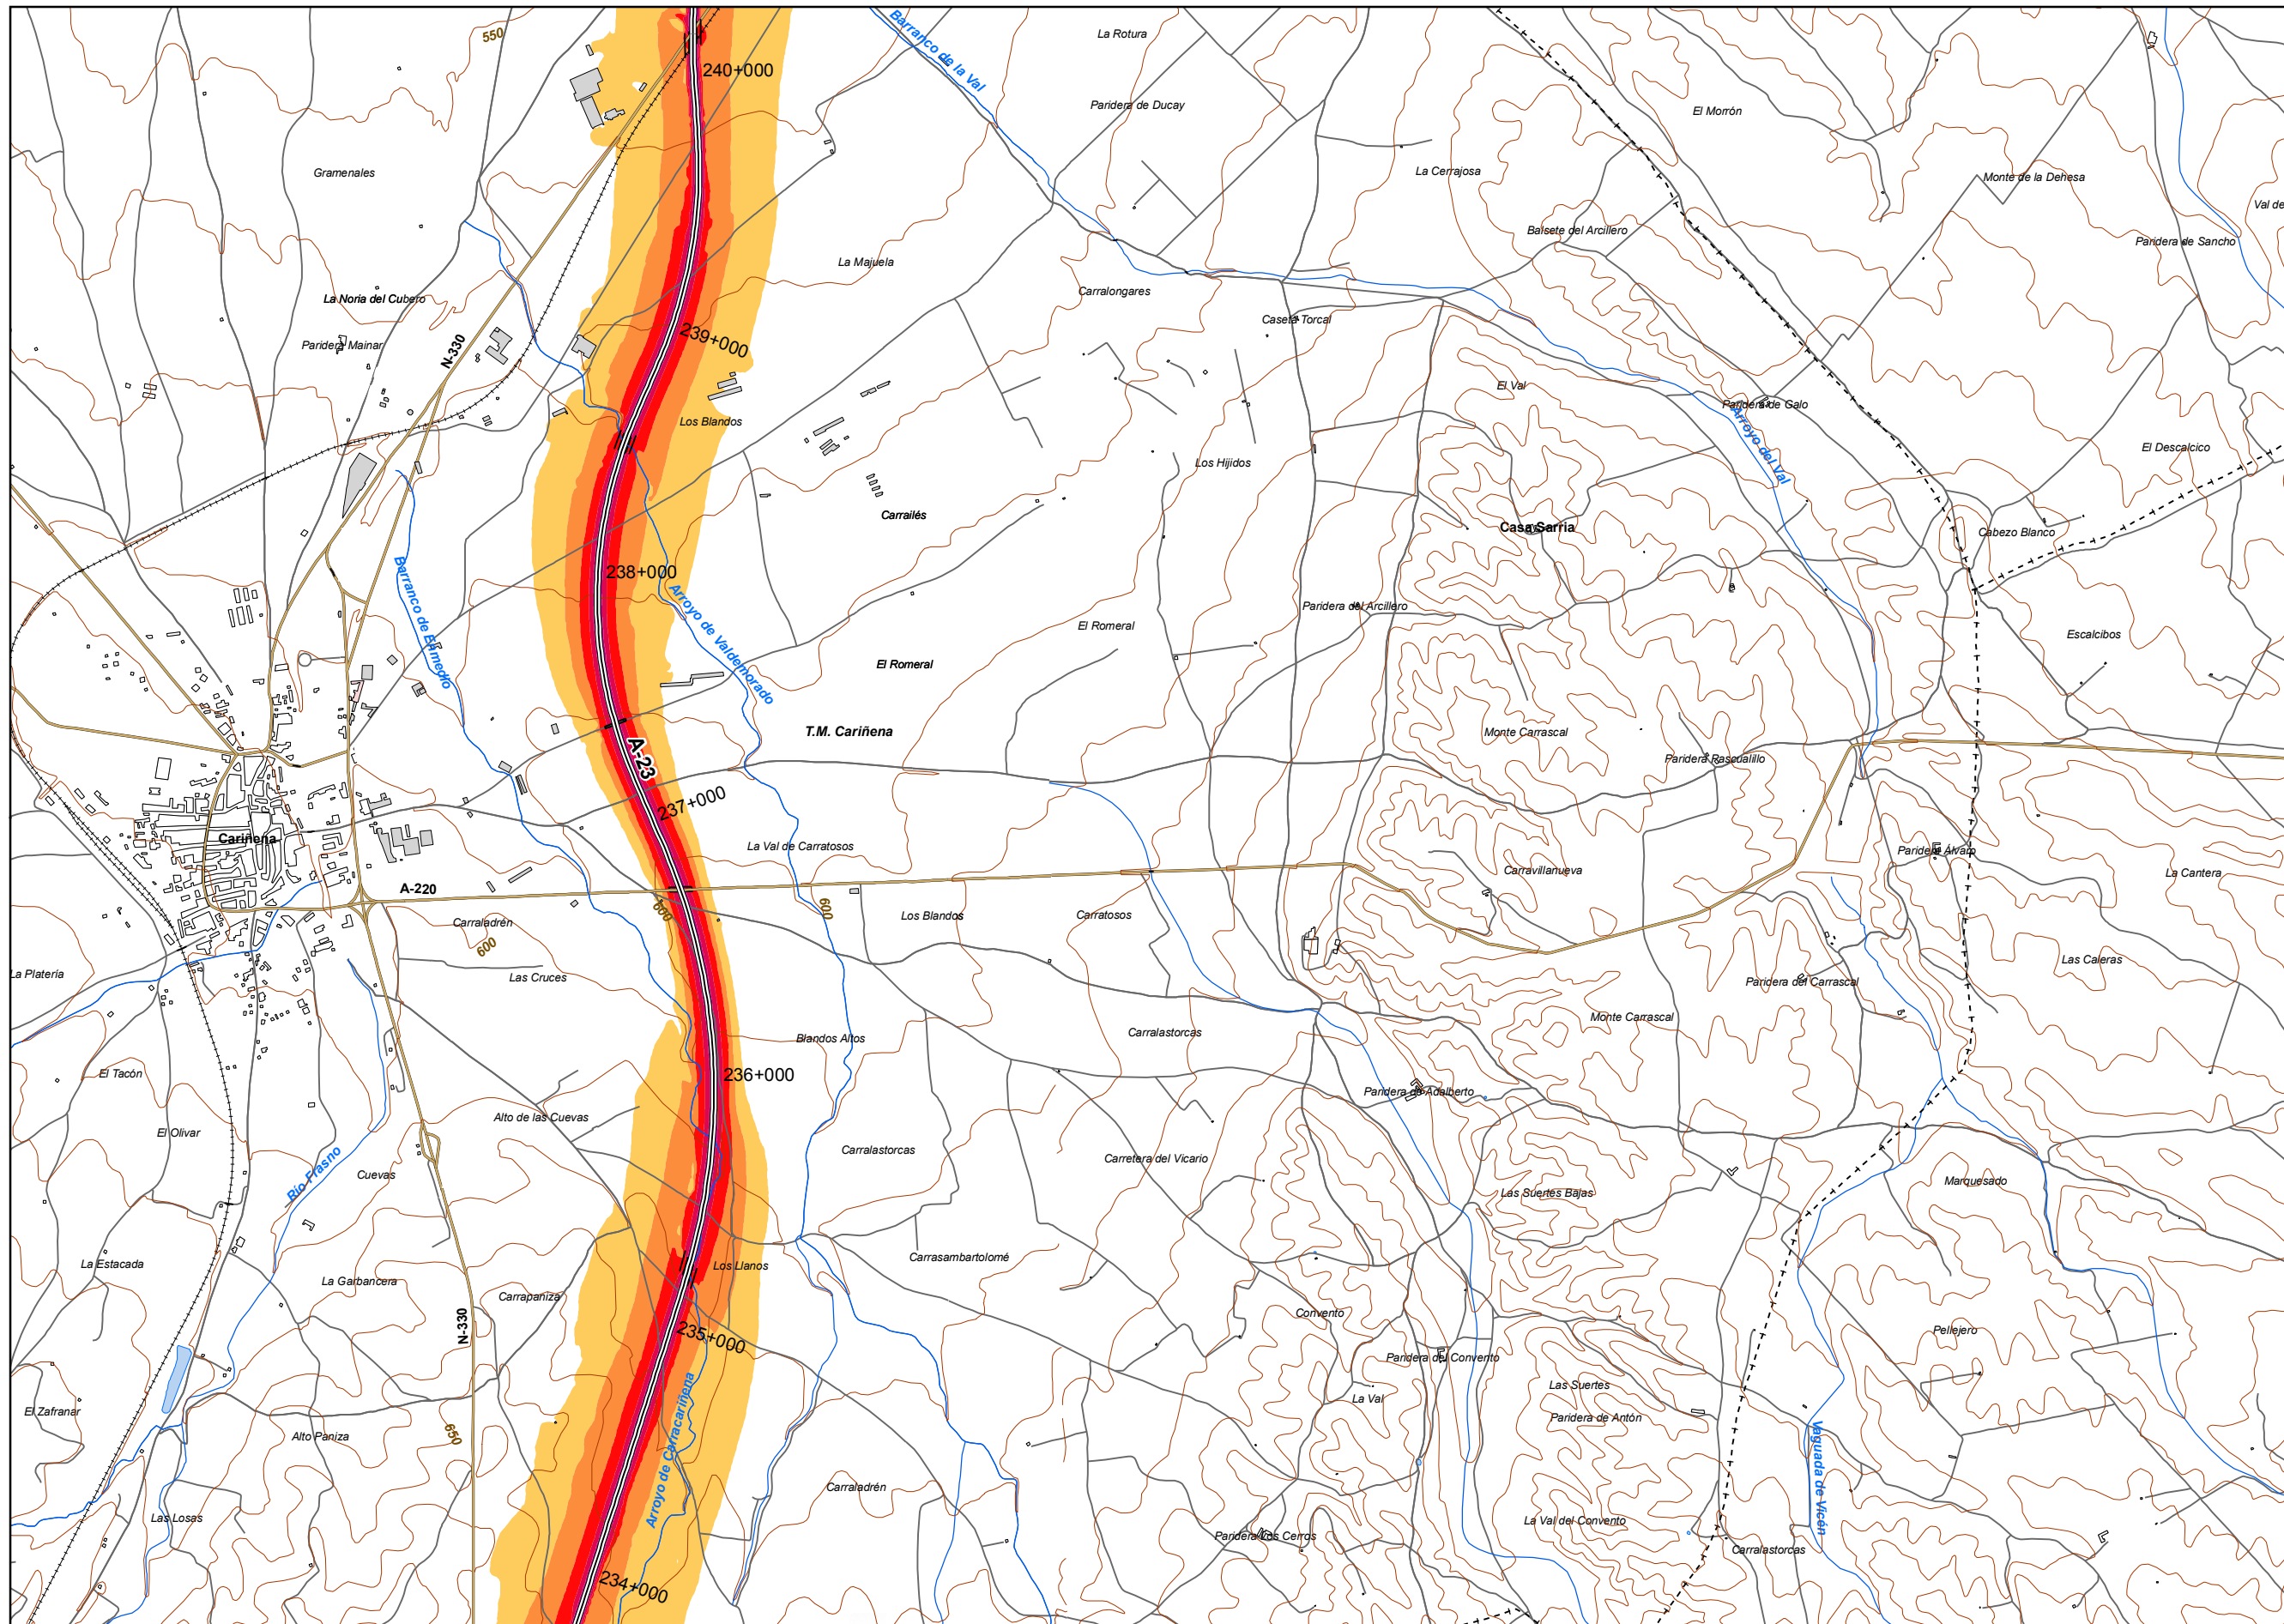 550
Barranco de la Val
La Rotura
240+000
Paridera de Ducay
El Morrón
Gramenales
La Cerrajosa
Monte de la Dehesa
Val de
Balsete del Arcillero
Paridera de Sancho
La Majuela
La Noria del Cubero
Carralongares
Caseta Torcal
239+000
Paridera Mainar
N-330
El Val
Paridera de Galo
Los Blandos
Arroyo del Val
El Descalcico
Los Hijidos
Carrailés
Casa Sarria
Cabezo Blanco
238+000
Barranco de Enmedio
Arroyo de Valdemorado
Paridera del Arcillero
El Romeral
Escalcibos
El Romeral
T.M. Cariñena
Monte Carrascal
A-23
Paridera Rascualillo
237+000
Cariñena
La Val de Carratosos
Paridera Álvaro
Carravillanueva
La Cantera
A-220
600
600
Carraladrén
Los Blandos
Carratosos
600
Las Cruces
La Platería
Las Caleras
Paridera del Carrascal
Monte Carrascal
Blandos Altos
Carralastorcas
El Tacón
236+000
Paridera de Adalberto
Alto de las Cuevas
El Olivar
Carralastorcas
Carretera del Vicario
Río Frasno
Cuevas
Las Suertes Bajas
Marquesado
La Estacada
Los Llanos
Carrasambartolomé
La Garbancera
Carrapaniza
Convento
N-330
235+000
Pellejero
Paridera del Convento
Las Suertes
La Val
El Zafranar
Paridera de Antón
Alto Paniza
650
Arroyo de Carracariñena
Vaguada de Vicén
Carraladrén
Las Losas
La Val del Convento
Paridera Los Cerros
Carralastorcas
234+000